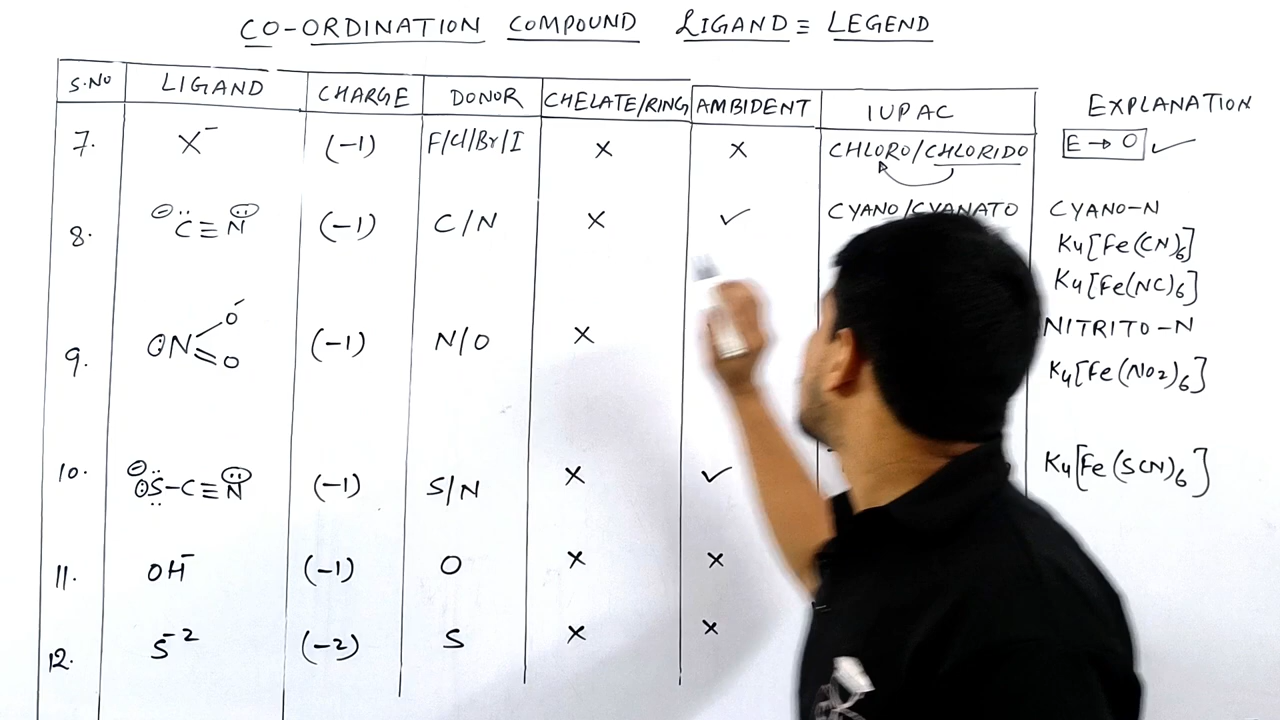 CO-ORDINATION COMPOUND LIGAND ≡ LEGEND
S.NO LIGAND CHARGE DONOR CHELATE/RING AMBIDENT IUPAC EXPLANATION
7. X⁻ (-1) F/Cl/Br/I × × CHLORO/CHLORIDO E → O ✓
8. ⊖C̈≡N̈ (-1) C/N × ✓ CYANO/CYANATO CYANO-N
K4[Fe(CN)6]
K4[Fe(NC)6]
9. N O⁻ O (-1) N/O × NITRITO-N
K4[Fe(NO2)6]
10. ⊖S-C≡N̈ (-1) S/N × ✓ K4[Fe(SCN)6]
11. OH⁻ (-1) O × ×
12. S⁻² (-2) S × ×